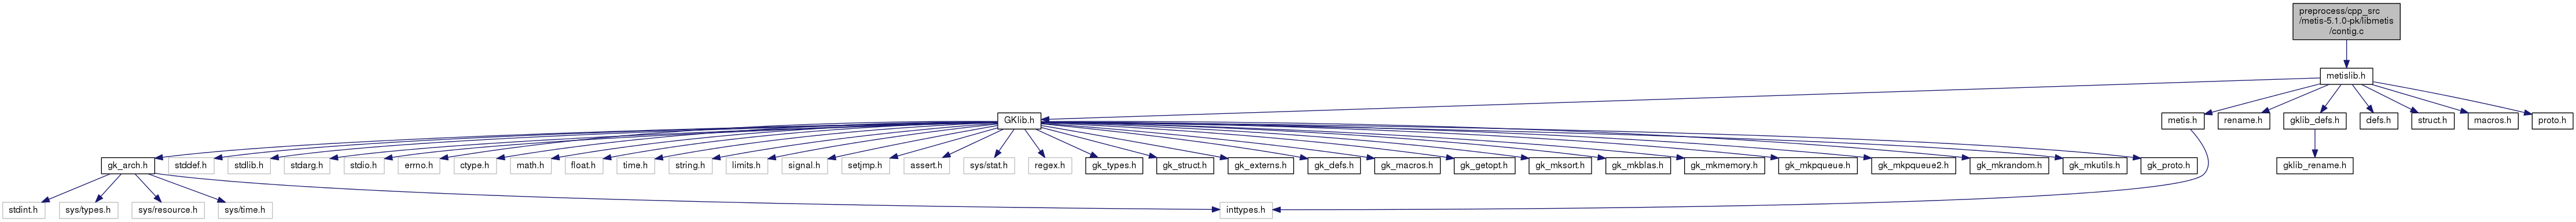 preprocess/cpp_src
/metis-5.1.0-pk/libmetis
/contig.c
metislib.h
GKlib.h
metis.h
rename.h
gklib_defs.h
defs.h
struct.h
macros.h
proto.h
gk_arch.h
stddef.h
stdlib.h
stdarg.h
stdio.h
errno.h
ctype.h
math.h
float.h
time.h
string.h
limits.h
signal.h
setjmp.h
assert.h
sys/stat.h
regex.h
gk_types.h
gk_struct.h
gk_externs.h
gk_defs.h
gk_macros.h
gk_getopt.h
gk_mksort.h
gk_mkblas.h
gk_mkmemory.h
gk_mkpqueue.h
gk_mkpqueue2.h
gk_mkrandom.h
gk_mkutils.h
gk_proto.h
gklib_rename.h
stdint.h
sys/types.h
sys/resource.h
sys/time.h
inttypes.h